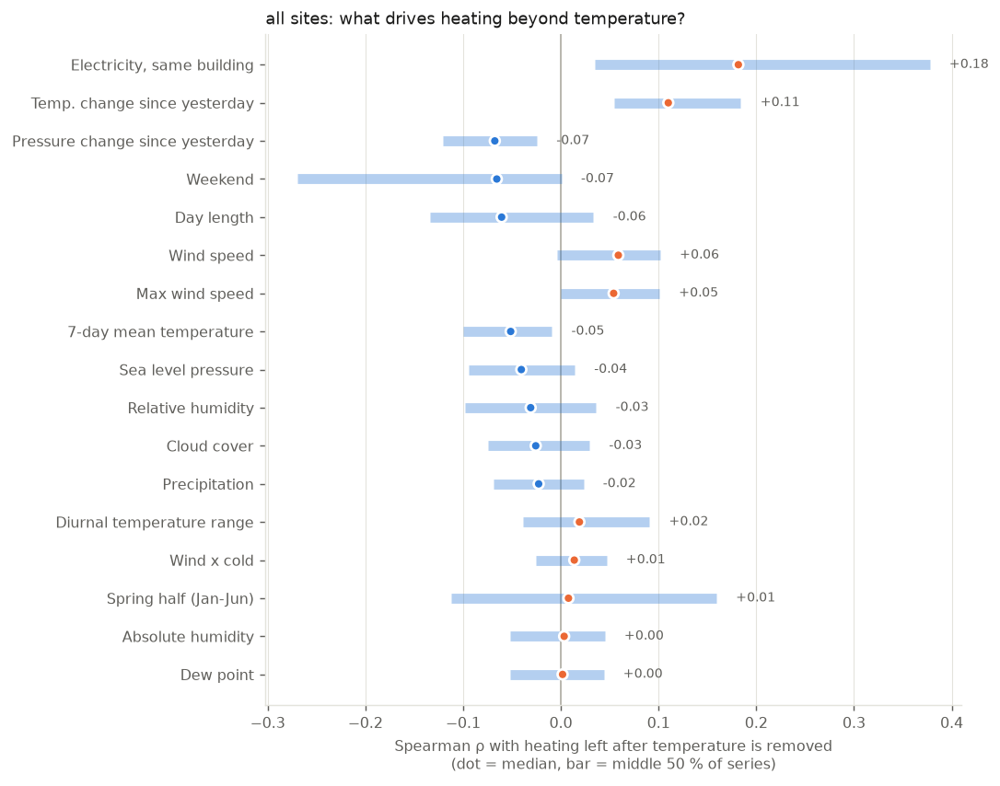 all sites: what drives heating beyond temperature?
Electricity, same building +0.18
Temp. change since yesterday +0.11
Pressure change since yesterday -0.07
Weekend -0.07
Day length -0.06
Wind speed +0.06
Max wind speed +0.05
7-day mean temperature -0.05
Sea level pressure -0.04
Relative humidity -0.03
Cloud cover -0.03
Precipitation -0.02
Diurnal temperature range +0.02
Wind x cold +0.01
Spring half (Jan-Jun) +0.01
Absolute humidity +0.00
Dew point +0.00
−0.3 −0.2 −0.1 0.0 0.1 0.2 0.3 0.4
Spearman ρ with heating left after temperature is removed
(dot = median, bar = middle 50 % of series)